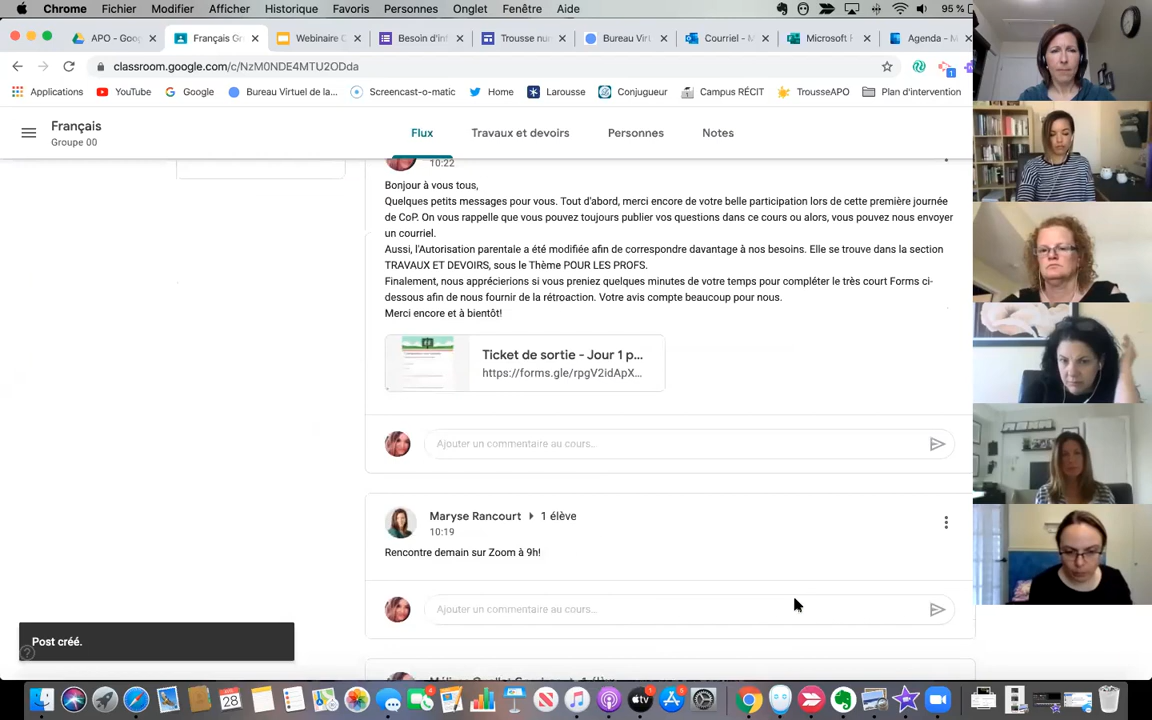 Chrome Fichier Modifier Afficher Historique Favoris Personnes Onglet Fenêtre Aide 95 %
APO - Goo Français Gr Webinaire C Besoin d'in Trousse nu Bureau Virt Courriel - M Microsoft F Agenda - M
classroom.google.com/c/NzM0NDE4MTU2ODda
Applications YouTube Google Bureau Virtuel de la... Screencast-o-matic Home Larousse Conjugueur Campus RÉCIT TrousseAPO Plan d'intervention
Français
Groupe 00
Flux Travaux et devoirs Personnes Notes
10:22
Bonjour à vous tous,
Quelques petits messages pour vous. Tout d'abord, merci encore de votre belle participation lors de cette première journée
de CoP. On vous rappelle que vous pouvez toujours publier vos questions dans ce cours ou alors, vous pouvez nous envoyer
un courriel.
Aussi, l'Autorisation parentale a été modifiée afin de correspondre davantage à nos besoins. Elle se trouve dans la section
TRAVAUX ET DEVOIRS, sous le Thème POUR LES PROFS.
Finalement, nous apprécierions si vous preniez quelques minutes de votre temps pour compléter le très court Forms ci-
dessous afin de nous fournir de la rétroaction. Votre avis compte beaucoup pour nous.
Merci encore et à bientôt!
Ticket de sortie - Jour 1 p...
https://forms.gle/rpgV2idApX...
Ajouter un commentaire au cours...
Maryse Rancourt 1 élève
10:19
Rencontre demain sur Zoom à 9h!
Ajouter un commentaire au cours...
Post créé.